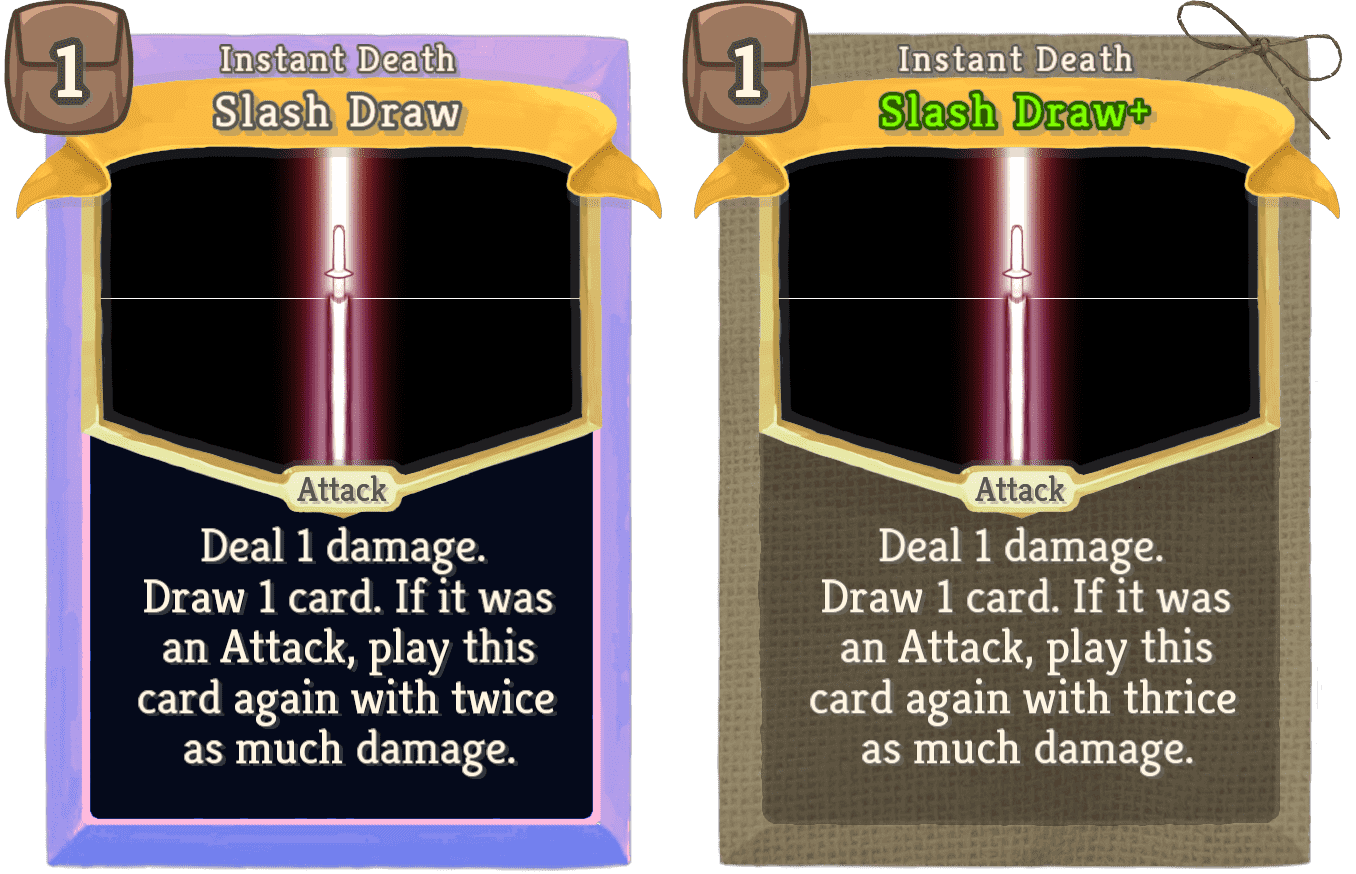 1
Instant Death
Slash Draw
Attack
Deal 1 damage.
Draw 1 card. If it was
an Attack, play this
card again with twice
as much damage.
1
Instant Death
Slash Draw+
Attack
Deal 1 damage.
Draw 1 card. If it was
an Attack, play this
card again with thrice
as much damage.